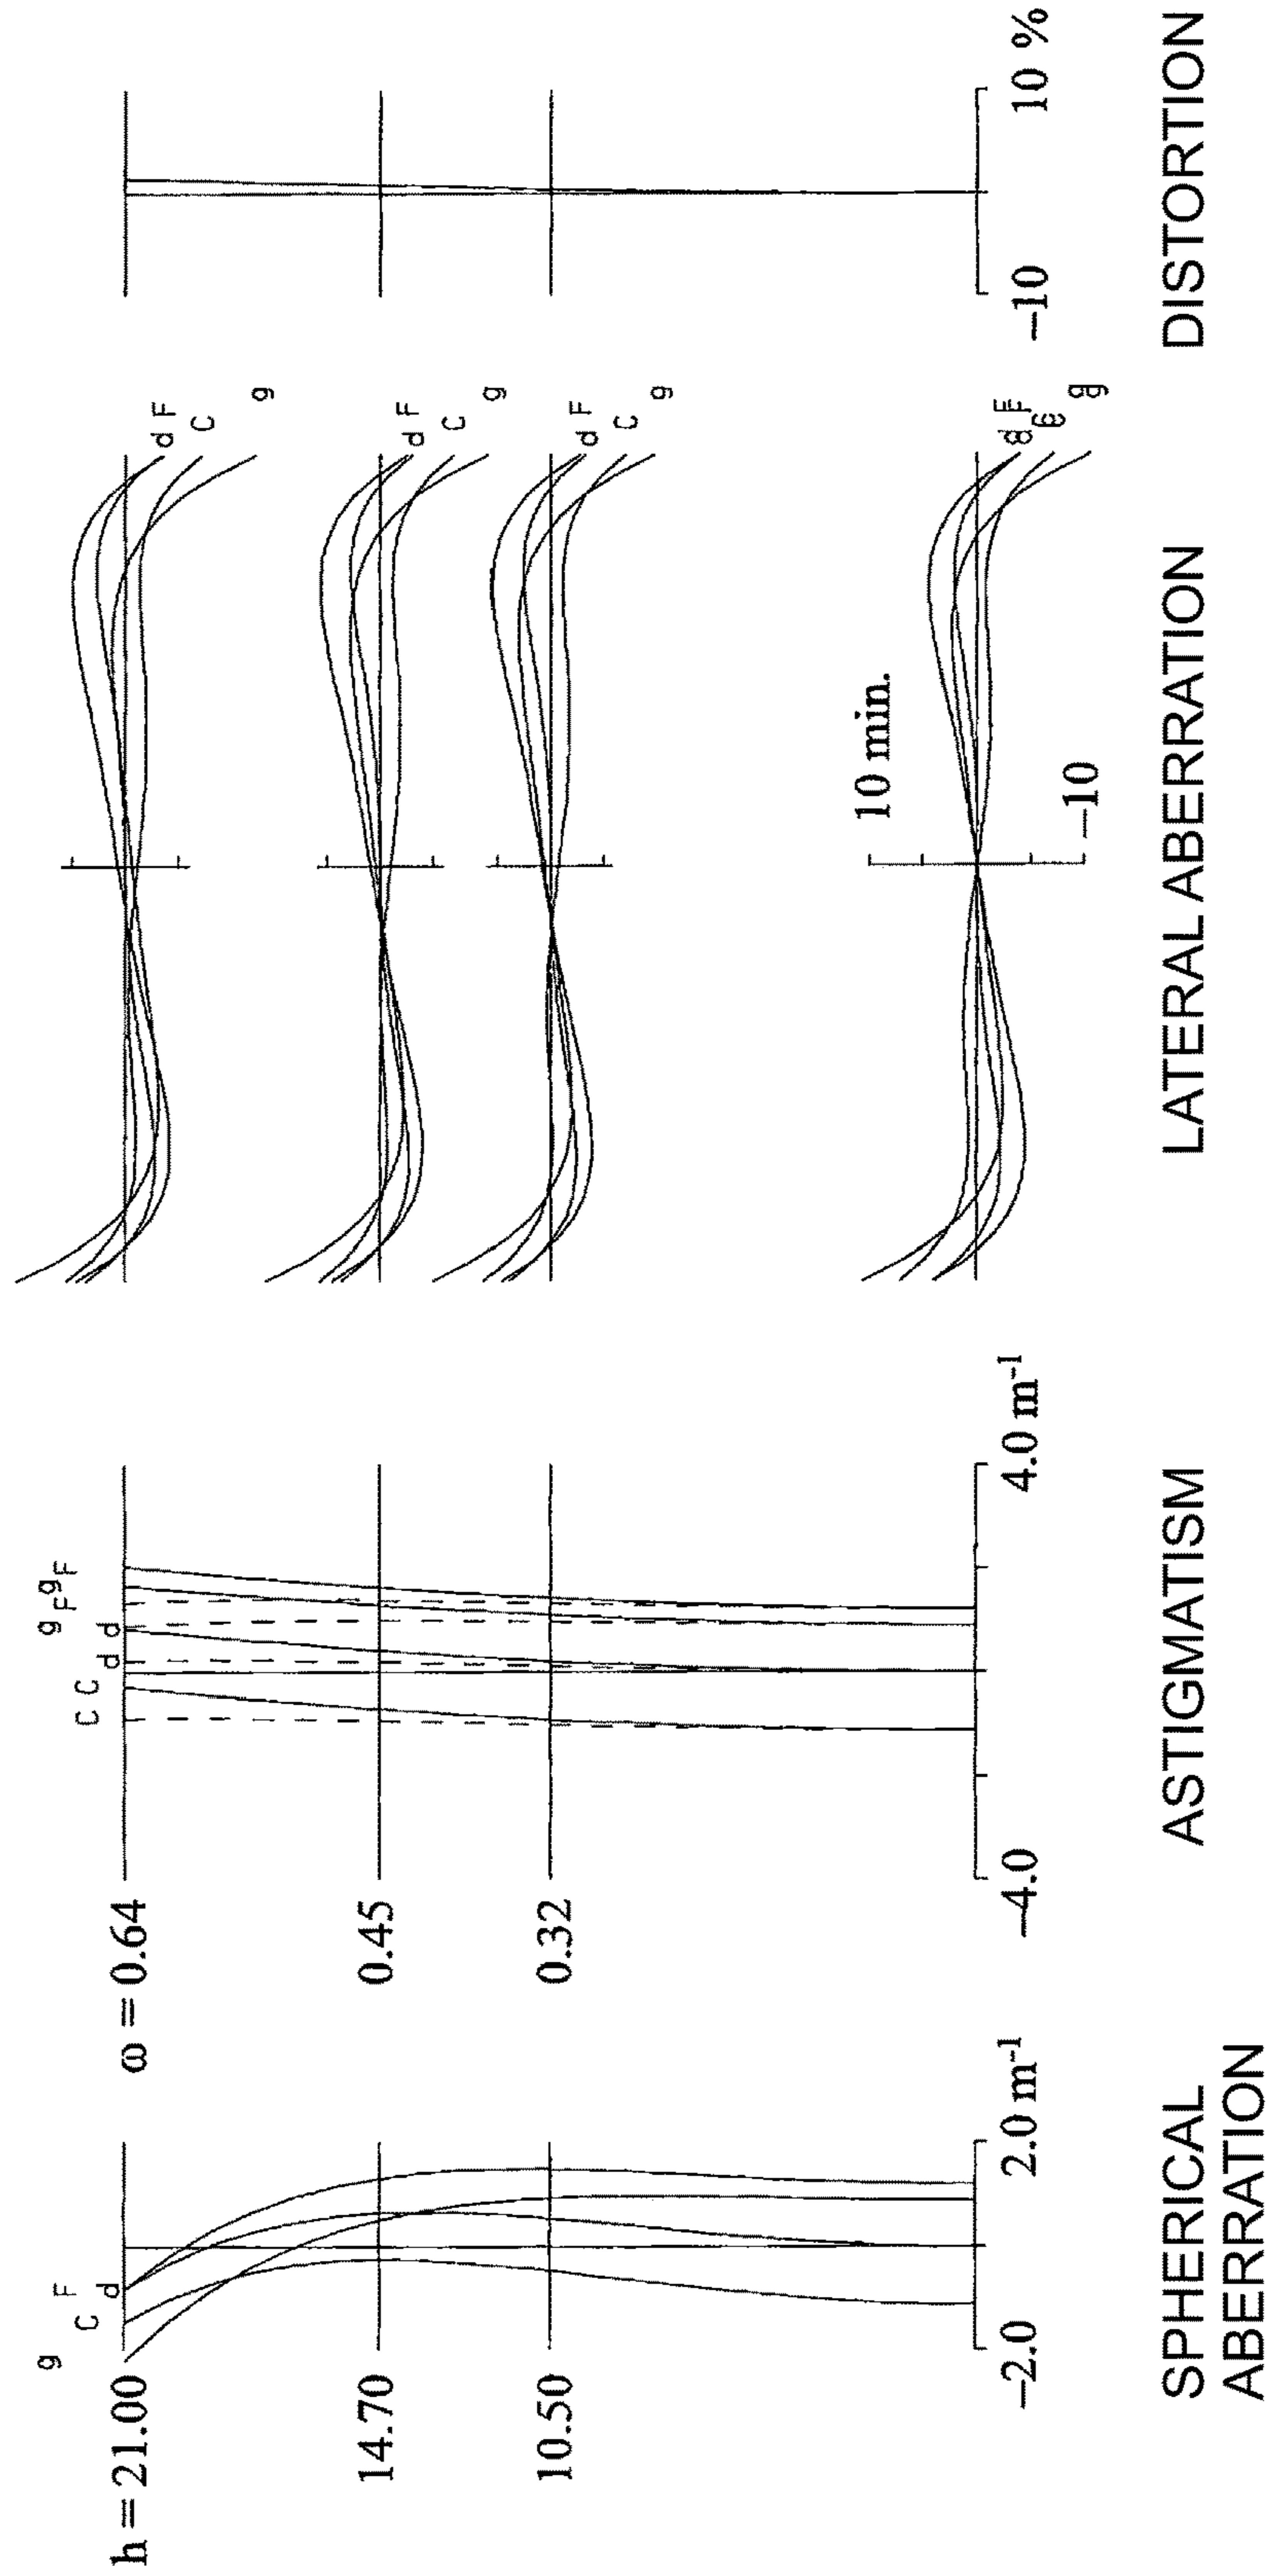 g
C F
d
h = 21.00
14.70
10.50
−2.0 2.0 m⁻¹
SPHERICAL
ABERRATION
g F g F
C C d d
ω = 0.64
0.45
0.32
−4.0 4.0 m⁻¹
ASTIGMATISM
d F
C
g
d F
C
g
d F
C
g
10 min.
−10
F
F
g
g
LATERAL ABERRATION
−10 10 %
DISTORTION